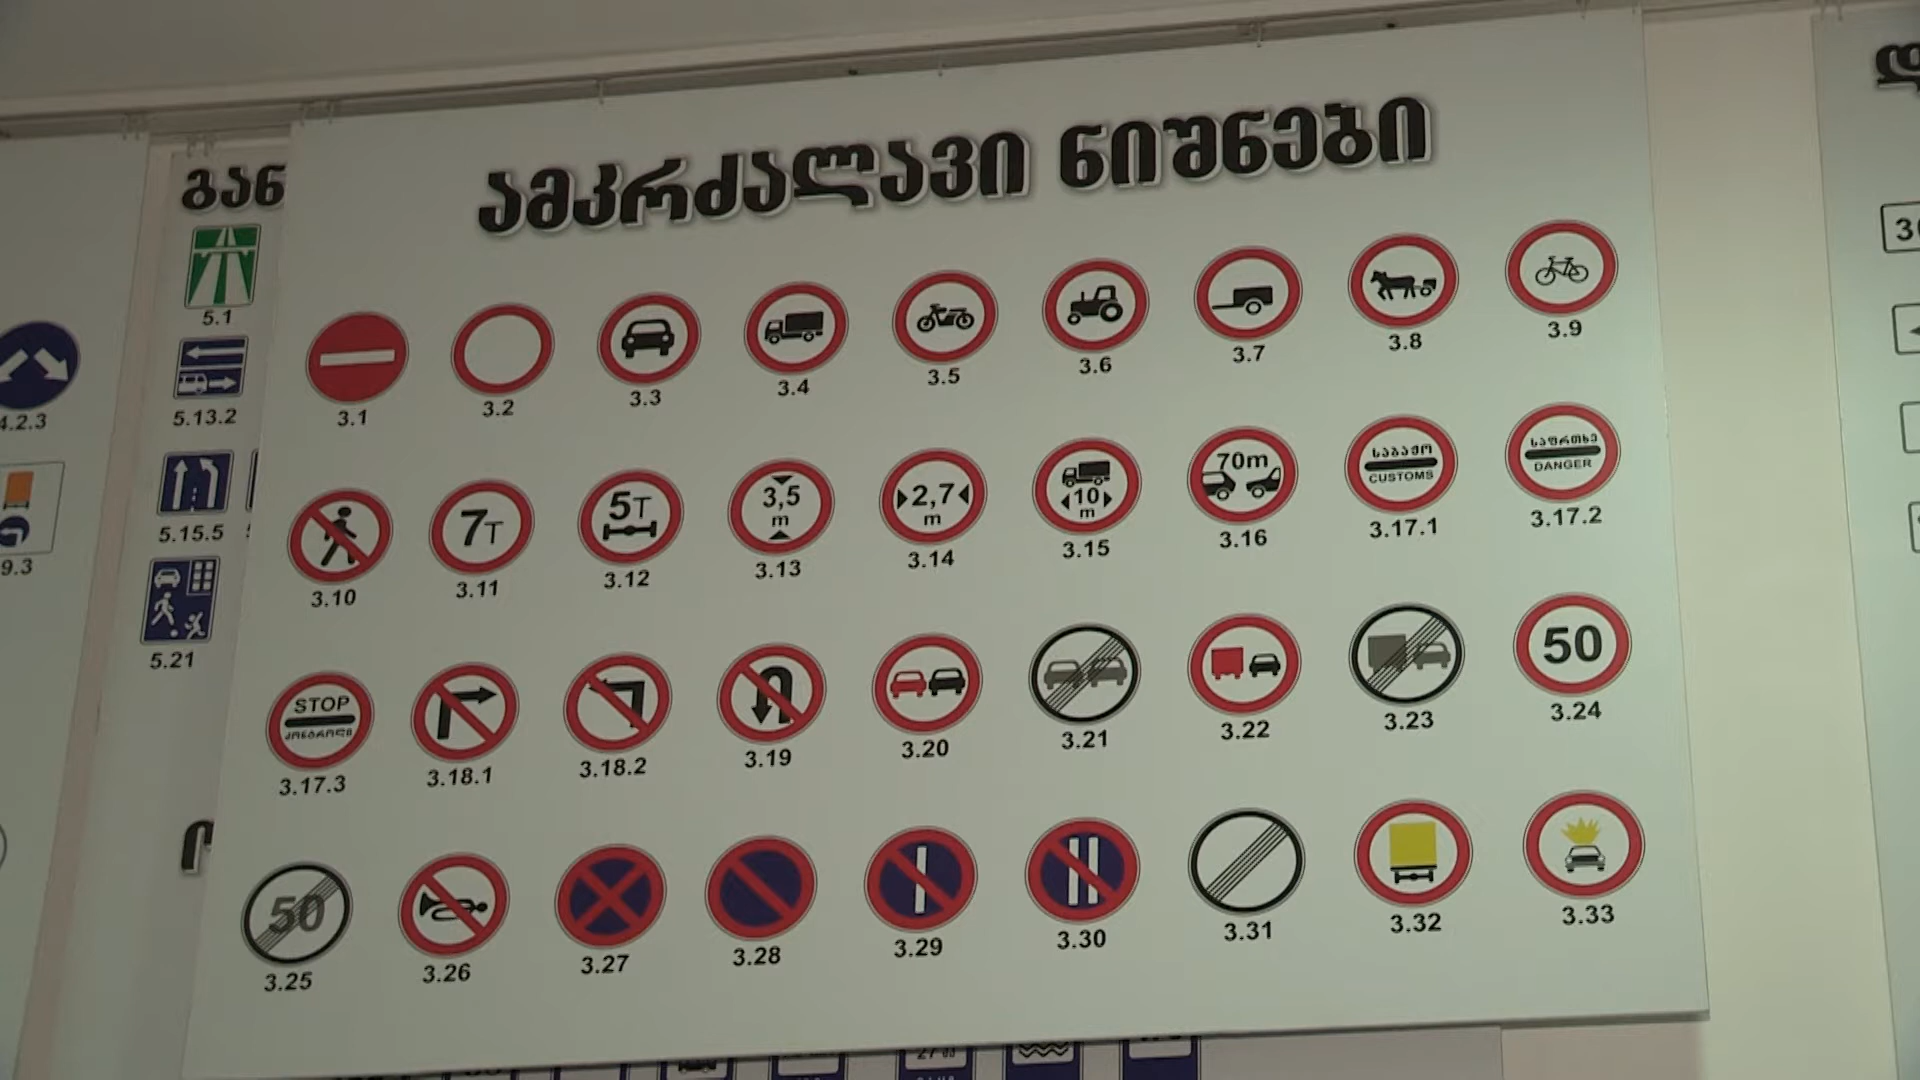 ამკრძალავი ნიშნები
3.1 3.2 3.3 3.4 3.5 3.6 3.7 3.8 3.9
7т 5т 3,5 m 2,7 m 10 m 70m საბაჟო CUSTOMS საფრთხე DANGER
3.10 3.11 3.12 3.13 3.14 3.15 3.16 3.17.1 3.17.2
STOP კონტროლი 50
3.17.3 3.18.1 3.18.2 3.19 3.20 3.21 3.22 3.23 3.24
50
3.25 3.26 3.27 3.28 3.29 3.30 3.31 3.32 3.33
4.2.3
9.3
5.1
5.13.2
5.15.5
5.21